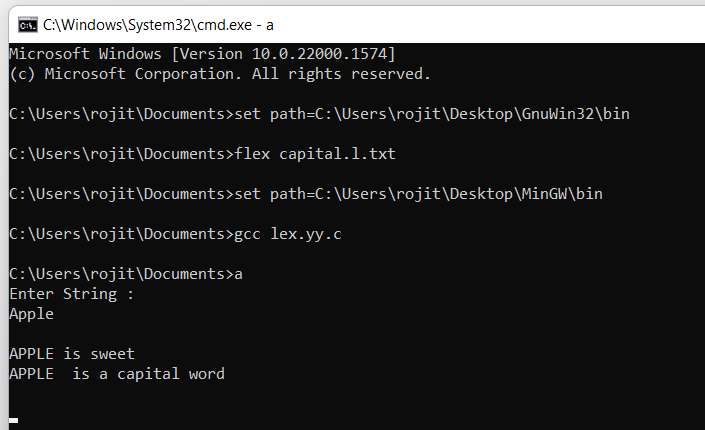 C:\Windows\System32\cmd.exe - a
Microsoft Windows [Version 10.0.22000.1574]
(c) Microsoft Corporation. All rights reserved.
C:\Users\rojit\Documents>set path=C:\Users\rojit\Desktop\GnuWin32\bin
C:\Users\rojit\Documents>flex capital.l.txt
C:\Users\rojit\Documents>set path=C:\Users\rojit\Desktop\MinGW\bin
C:\Users\rojit\Documents>gcc lex.yy.c
C:\Users\rojit\Documents>a
Enter String :
Apple
APPLE is sweet
APPLE  is a capital word